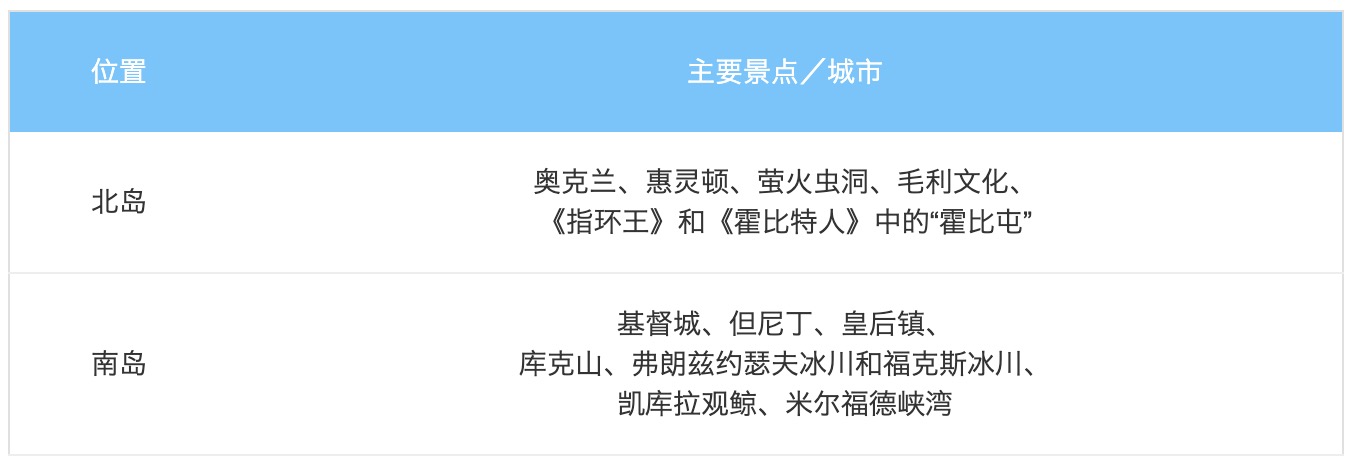 位置
主要景点／城市
北岛
奥克兰、惠灵顿、萤火虫洞、毛利文化、
《指环王》和《霍比特人》中的“霍比屯”
南岛
基督城、但尼丁、皇后镇、
库克山、弗朗兹约瑟夫冰川和福克斯冰川、
凯库拉观鲸、米尔福德峡湾